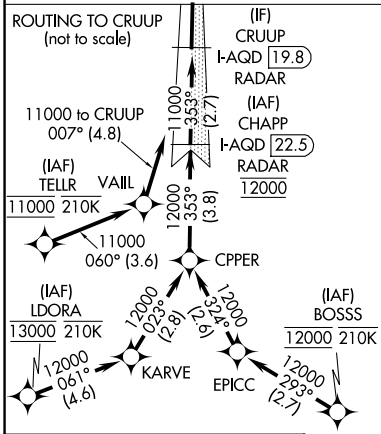 ROUTING TO CRUUP
(not to scale)
(IF)
CRUUP
I-AQD 19.8
RADAR
(IAF)
CHAPP
I-AQD 22.5
RADAR
12000
11000
353°
(2.7)
11000 to CRUUP
007° (4.8)
(IAF)
TELLR
11000 210K
VAIIL
11000
060° (3.6)
12000
353°
(3.8)
CPPER
(IAF)
LDORA
13000 210K
12000
023°
(2.8)
12000
324°
(2.6)
(IAF)
BOSSS
12000 210K
12000
061°
(4.6)
KARVE
EPICC
12000
293°
(2.7)